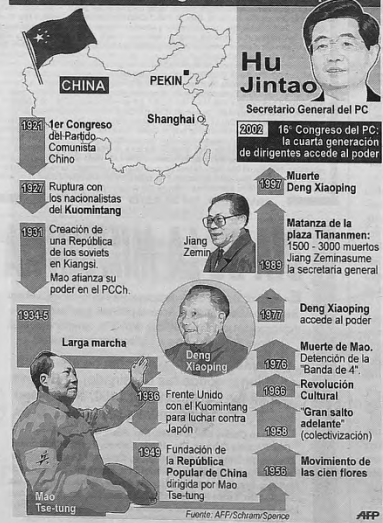 CHINA
PEKIN
Shanghai
Hu
Jintao
Secretario General del PC
2002
16° Congreso del PC:
la cuarta generación
de dirigentes accede al poder
1921
1er Congreso
del Partido
Comunista
Chino
1927
Ruptura con
los nacionalistas
del Kuomintang
1931
Creación de
una República
de los soviets
en Kiangsi.
Mao afianza su
poder en el PCCh.
1934-5
Larga marcha
1936
Frente Unido
con el Kuomintang
para luchar contra
Japón
1949
Fundación de
la República
Popular de China
dirigida por Mao
Tse-tung
Mao
Tse-tung
1956
Movimiento de
las cien flores
1958
"Gran salto
adelante"
(colectivización)
1966
Revolución
Cultural
1976
Muerte de Mao.
Detención de la
"Banda de 4".
1977
Deng Xiaoping
accede al poder
Deng
Xiaoping
1989
Matanza de la
plaza Tiananmen:
1500 - 3000 muertos
Jiang Zeminasume
la secretaria general
Jiang
Zemin
1997
Muerte
Deng Xiaoping
Fuente: AFF/Schram/Spence
AFP